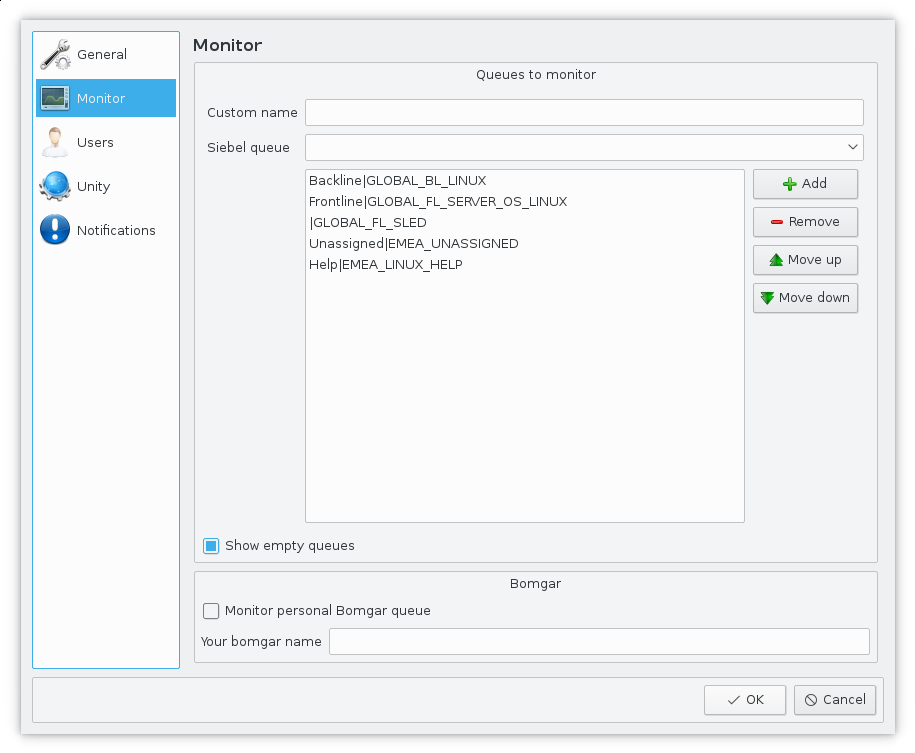 General
Monitor
Users
Unity
Notifications
Monitor
Queues to monitor
Custom name
Siebel queue
Backline|GLOBAL_BL_LINUX
Frontline|GLOBAL_FL_SERVER_OS_LINUX
|GLOBAL_FL_SLED
Unassigned|EMEA_UNASSIGNED
Help|EMEA_LINUX_HELP
Add
Remove
Move up
Move down
Show empty queues
Bomgar
Monitor personal Bomgar queue
Your bomgar name
OK
Cancel